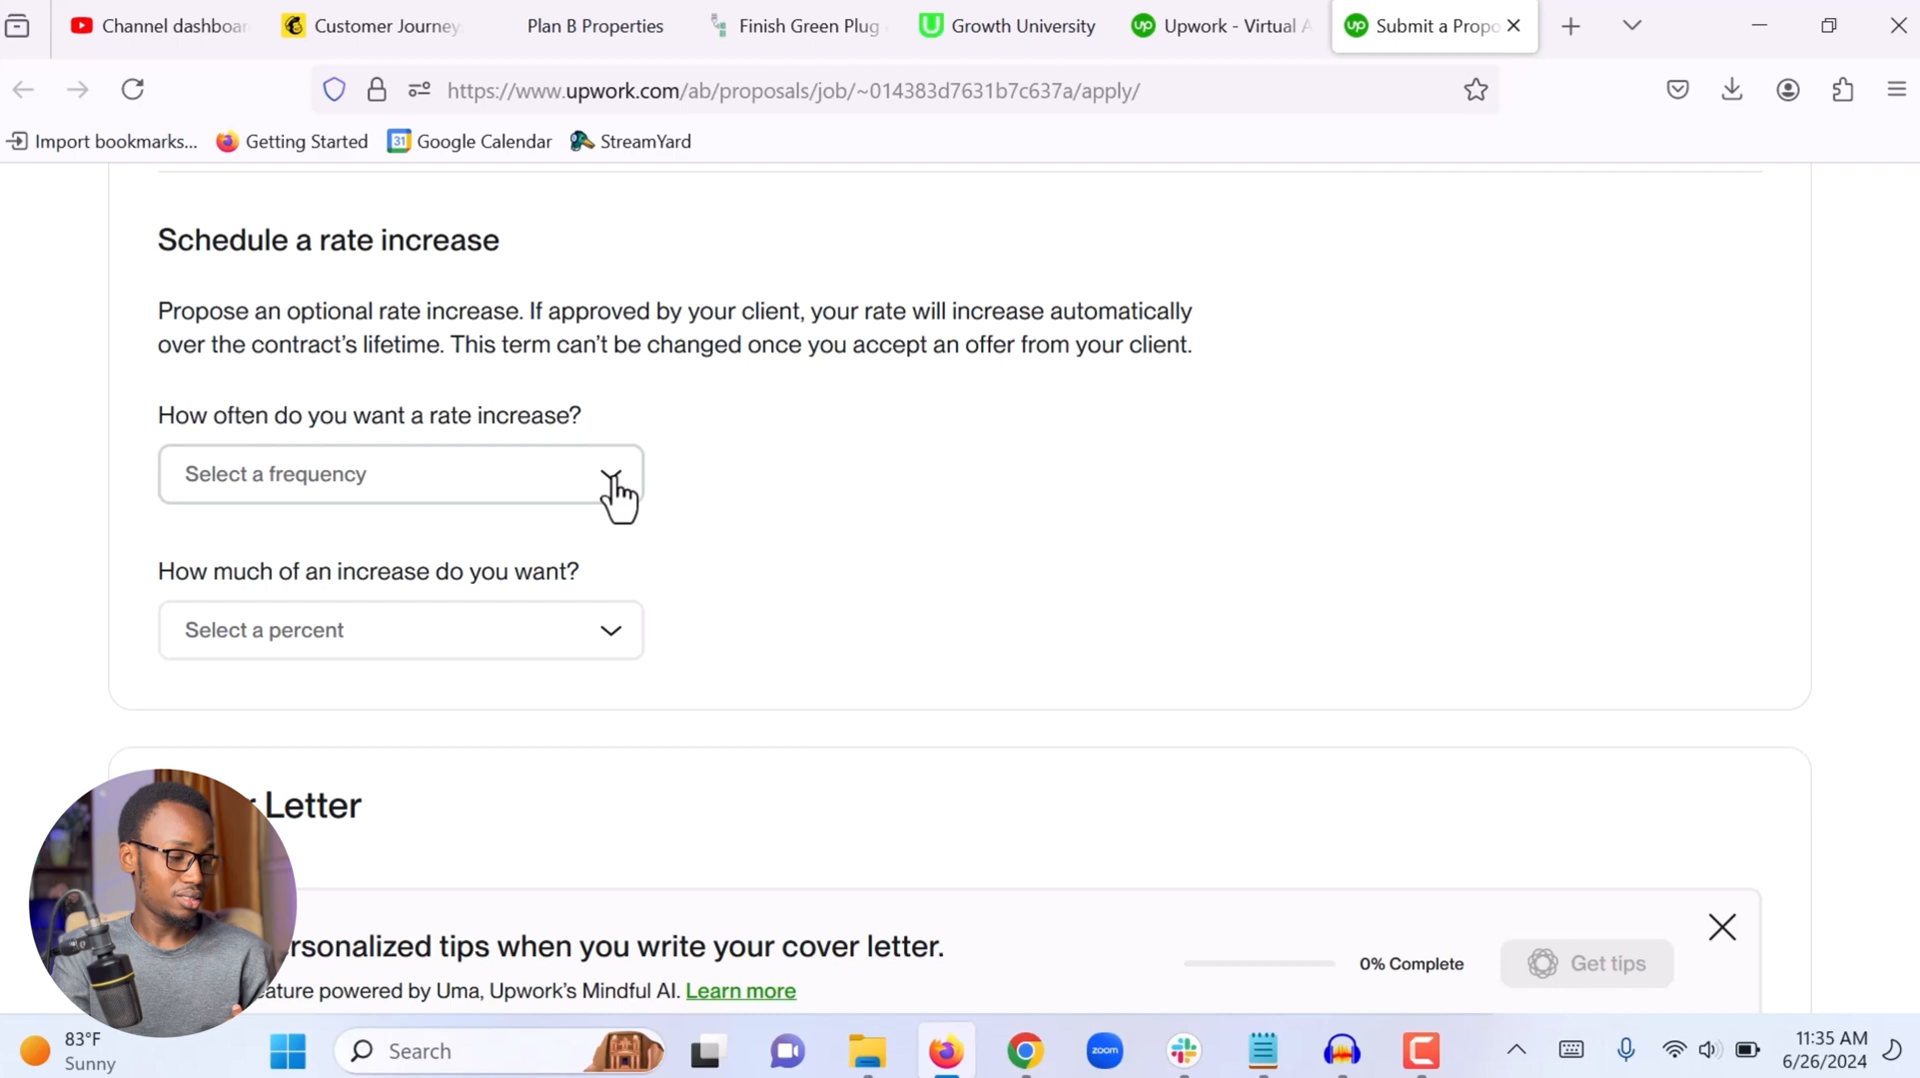 Channel dashboar
Customer Journey
Plan B Properties
Finish Green Plug
Growth University
Upwork - Virtual A
Submit a Propo
https://www.upwork.com/ab/proposals/job/~014383d7631b7c637a/apply/
Import bookmarks...
Getting Started
31
Google Calendar
StreamYard
Schedule a rate increase
Propose an optional rate increase. If approved by your client, your rate will increase automatically
over the contract's lifetime. This term can't be changed once you accept an offer from your client.
How often do you want a rate increase?
Select a frequency
How much of an increase do you want?
Select a percent
r Letter
ersonalized tips when you write your cover letter.
eature powered by Uma, Upwork's Mindful AI. Learn more
0% Complete
Get tips
83°F
Sunny
Search
zoom
11:35 AM
6/26/2024